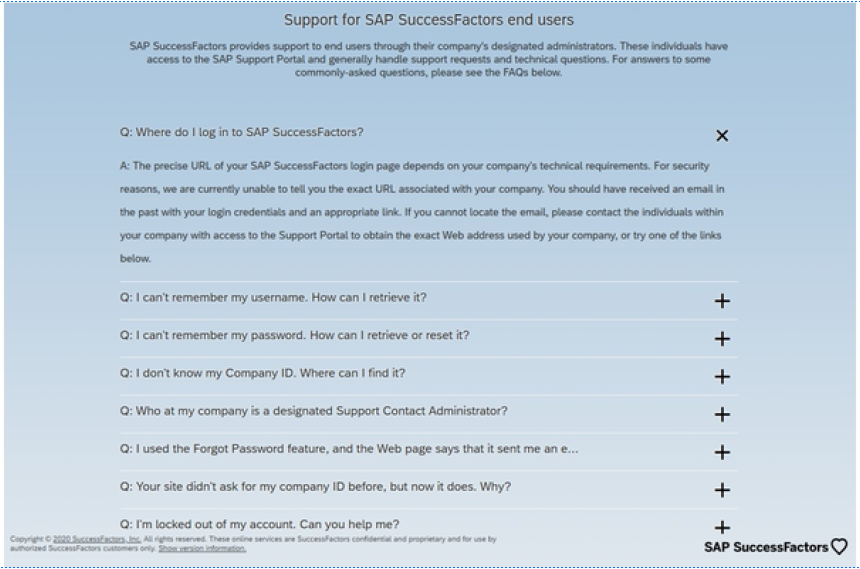 Support for SAP SuccessFactors end users
SAP SuccessFactors provides support to end users through their company's designated administrators. These individuals have
access to the SAP Support Portal and generally handle support requests and technical questions. For answers to some
commonly-asked questions, please see the FAQs below.
Q: Where do I log in to SAP SuccessFactors?
A: The precise URL of your SAP SuccessFactors login page depends on your company's technical requirements. For security
reasons, we are currently unable to tell you the exact URL associated with your company. You should have received an email in
the past with your login credentials and an appropriate link. If you cannot locate the email, please contact the individuals within
your company with access to the Support Portal to obtain the exact Web address used by your company, or try one of the links
below.
Q: I can't remember my username. How can I retrieve it?
Q: I can't remember my password. How can I retrieve or reset it?
Q: I don't know my Company ID. Where can I find it?
Q: Who at my company is a designated Support Contact Administrator?
Q: I used the Forgot Password feature, and the Web page says that it sent me an e...
Q: Your site didn't ask for my company ID before, but now it does. Why?
Q: I'm locked out of my account. Can you help me?
Copyright © 2020 SuccessFactors, Inc. All rights reserved. These online services are SuccessFactors confidential and proprietary and for use by
authorized SuccessFactors customers only. Show version information.
SAP SuccessFactors